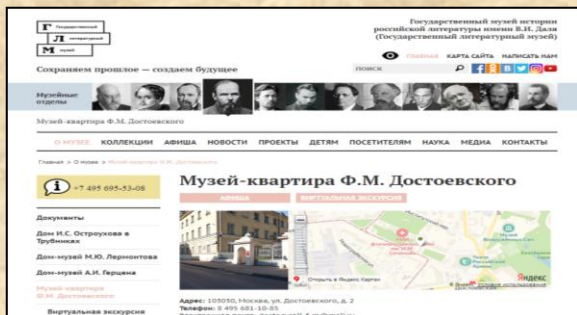 Г Государственный
Л Литературный
М музей
Государственный музей истории
российской литературы имени В.И. Даля
(Государственный литературный музей)
ГЛАВНАЯ КАРТА САЙТА НАПИСАТЬ НАМ
Сохраняем прошлое — создаем будущее
ПОИСК
Музейные
отделы
Музей-квартира Ф.М. Достоевского
О МУЗЕЕ КОЛЛЕКЦИИ АФИША НОВОСТИ ПРОЕКТЫ ДЕТЯМ ПОСЕТИТЕЛЯМ НАУКА МЕДИА КОНТАКТЫ
Главная > О музее > Музей-квартира Ф.М. Достоевского
+7 495 695-53-08
Музей-квартира Ф.М. Достоевского
АФИША ВИРТУАЛЬНАЯ ЭКСКУРСИЯ
Документы
Дом И.С. Остроухова в
Трубниках
Дом-музей М.Ю. Лермонтова
Дом-музей А.И. Герцена
Музей-квартира
Ф.М. Достоевского
Виртуальная экскурсия
Открыть в Яндекс.Картах
Яндекс
Адрес: 103030, Москва, ул. Достоевского, д. 2
Телефон: 8 495 681-10-85